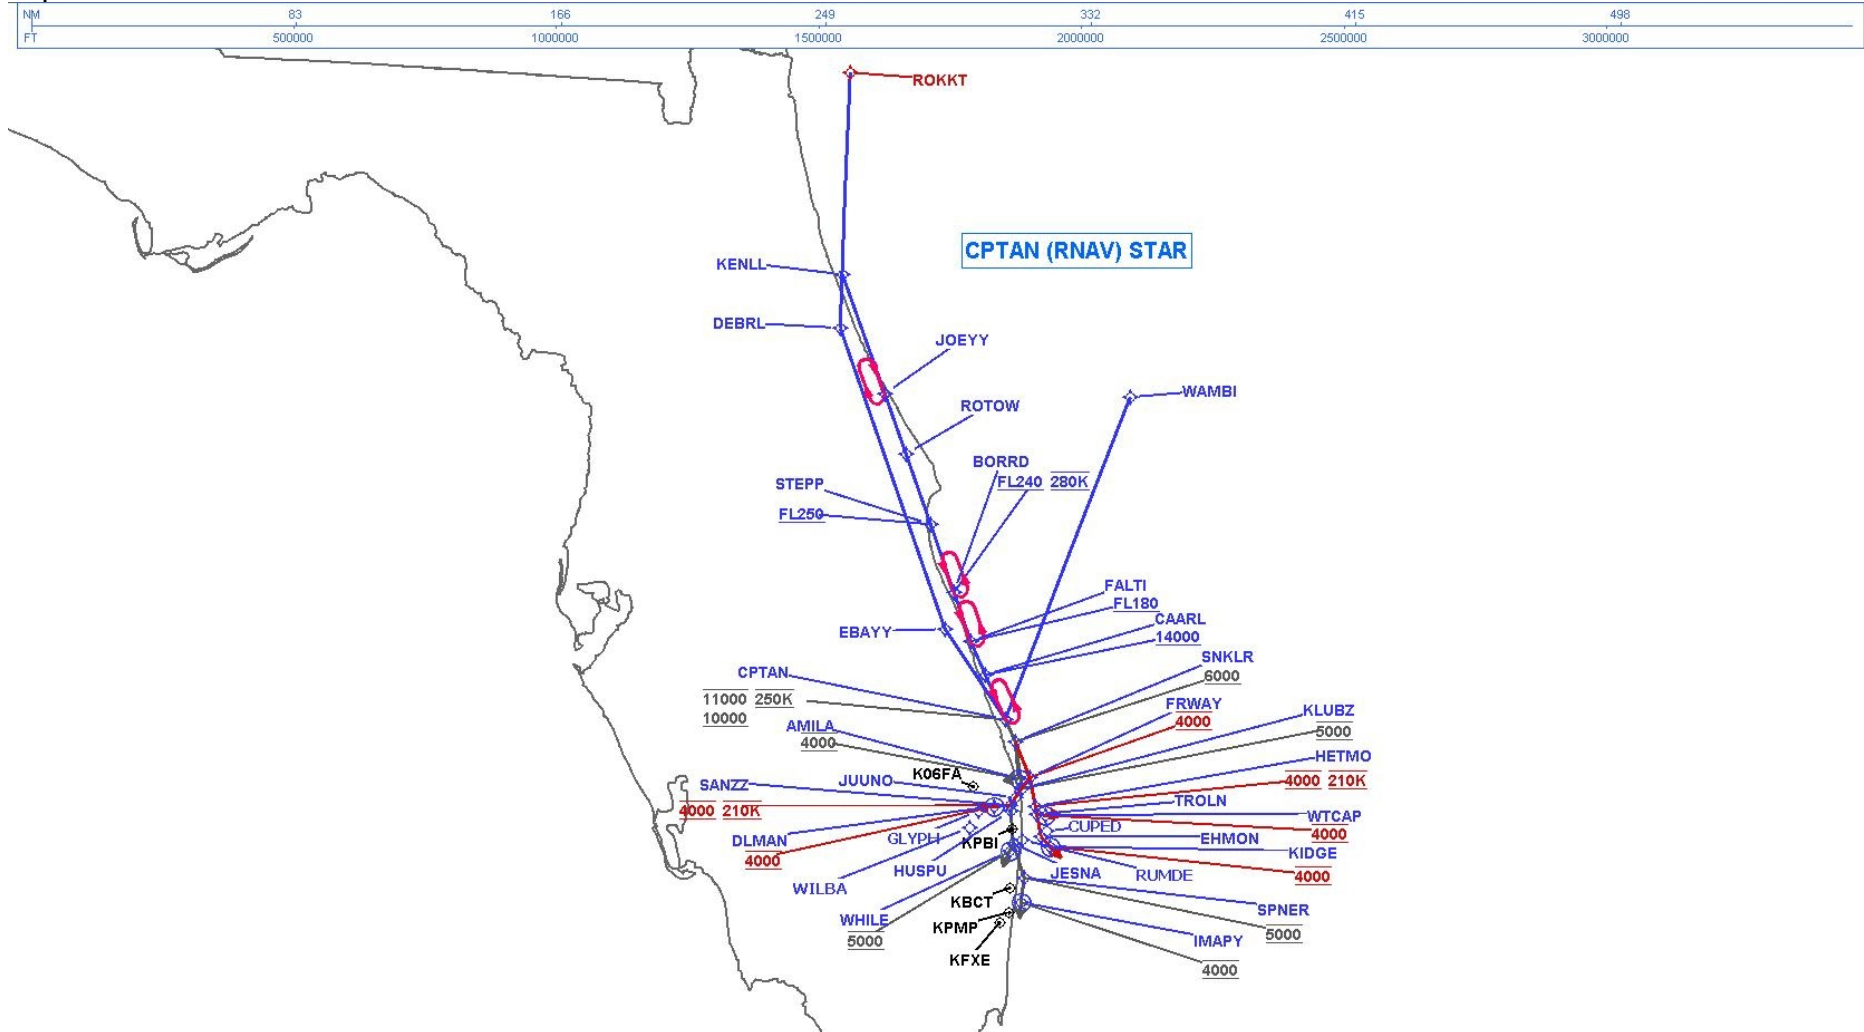 NM 83 166 249 332 415 498
FT 500000 1000000 1500000 2000000 2500000 3000000
ROKKT
CPTAN (RNAV) STAR
KENLL
DEBRL
JOEYY
WAMBI
ROTOW
BORRD
FL240 280K
STEPP
FL250
FALTI
FL180
CAARL
14000
EBAYY
SNKLR
6000
CPTAN
11000 250K
10000
FRWAY
4000
KLUBZ
5000
AMILA
4000
HETMO
4000 210K
K06FA
JUUNO
SANZZ
4000 210K
TROLN
WTCAP
4000
CUPED
EHMON
KIDGE
4000
DLMAN
4000
GLYPH
KPBI
HUSPU
JESNA
RUMDE
WILBA
KBCT
SPNER
5000
WHILE
5000
KPMP
IMAPY
4000
KFXE